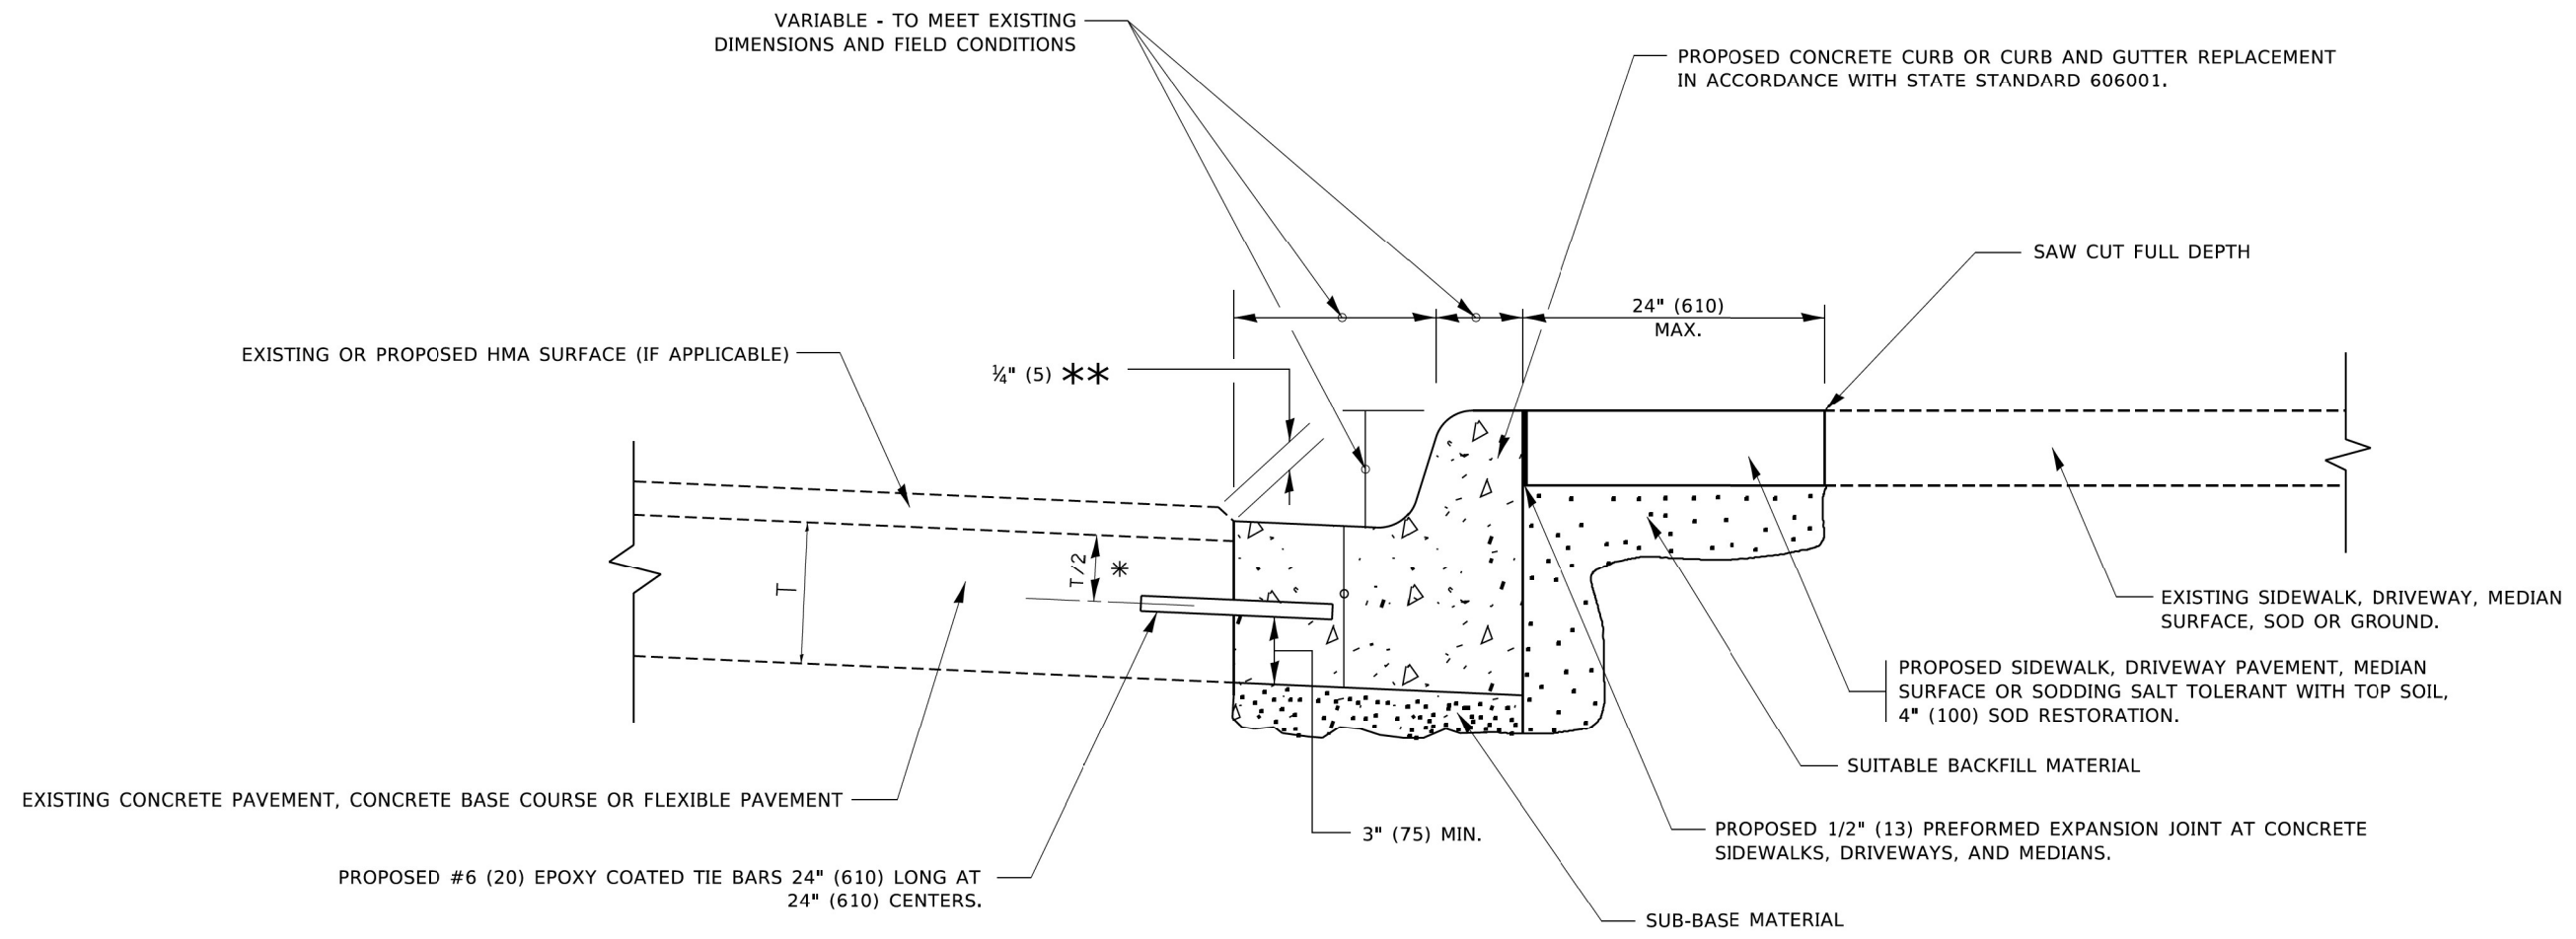 VARIABLE - TO MEET EXISTING
DIMENSIONS AND FIELD CONDITIONS
PROPOSED CONCRETE CURB OR CURB AND GUTTER REPLACEMENT
IN ACCORDANCE WITH STATE STANDARD 606001.
SAW CUT FULL DEPTH
24" (610)
MAX.
EXISTING OR PROPOSED HMA SURFACE (IF APPLICABLE)
¼" (5) **
T
T/2
*
EXISTING SIDEWALK, DRIVEWAY, MEDIAN
SURFACE, SOD OR GROUND.
PROPOSED SIDEWALK, DRIVEWAY PAVEMENT, MEDIAN
SURFACE OR SODDING SALT TOLERANT WITH TOP SOIL,
4" (100) SOD RESTORATION.
SUITABLE BACKFILL MATERIAL
EXISTING CONCRETE PAVEMENT, CONCRETE BASE COURSE OR FLEXIBLE PAVEMENT
3" (75) MIN.
PROPOSED 1/2" (13) PREFORMED EXPANSION JOINT AT CONCRETE
SIDEWALKS, DRIVEWAYS, AND MEDIANS.
PROPOSED #6 (20) EPOXY COATED TIE BARS 24" (610) LONG AT
24" (610) CENTERS.
SUB-BASE MATERIAL